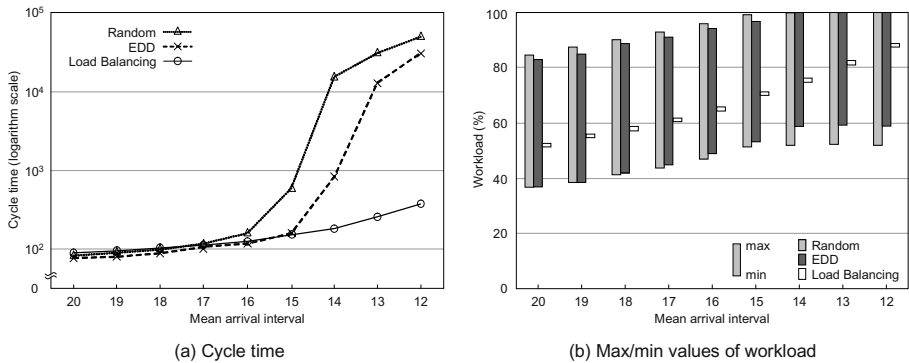 10^5
10^4
10^3
10^2
0
Cycle time (logarithm scale)
Random
EDD
Load Balancing
20 19 18 17 16 15 14 13 12
Mean arrival interval
(a) Cycle time
100
80
60
40
20
0
Workload (%)
max
min
Random
EDD
Load Balancing
20 19 18 17 16 15 14 13 12
Mean arrival interval
(b) Max/min values of workload